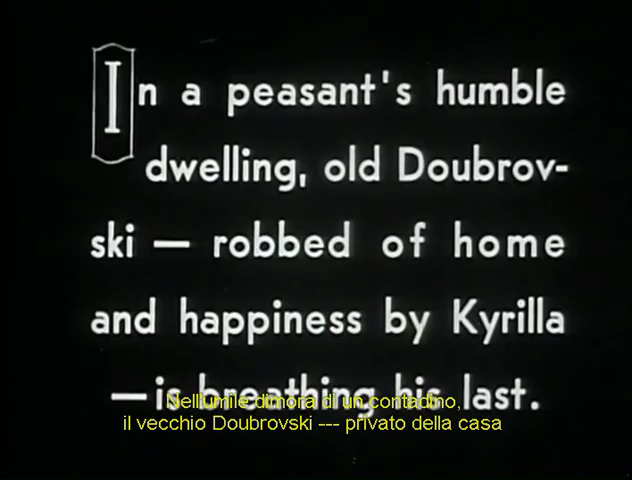 In a peasant's humble
dwelling, old Doubrov-
ski — robbed of home
and happiness by Kyrilla
— is breathing his last.
Nell'umile dimora di un contadino,
il vecchio Doubrovski --- privato della casa